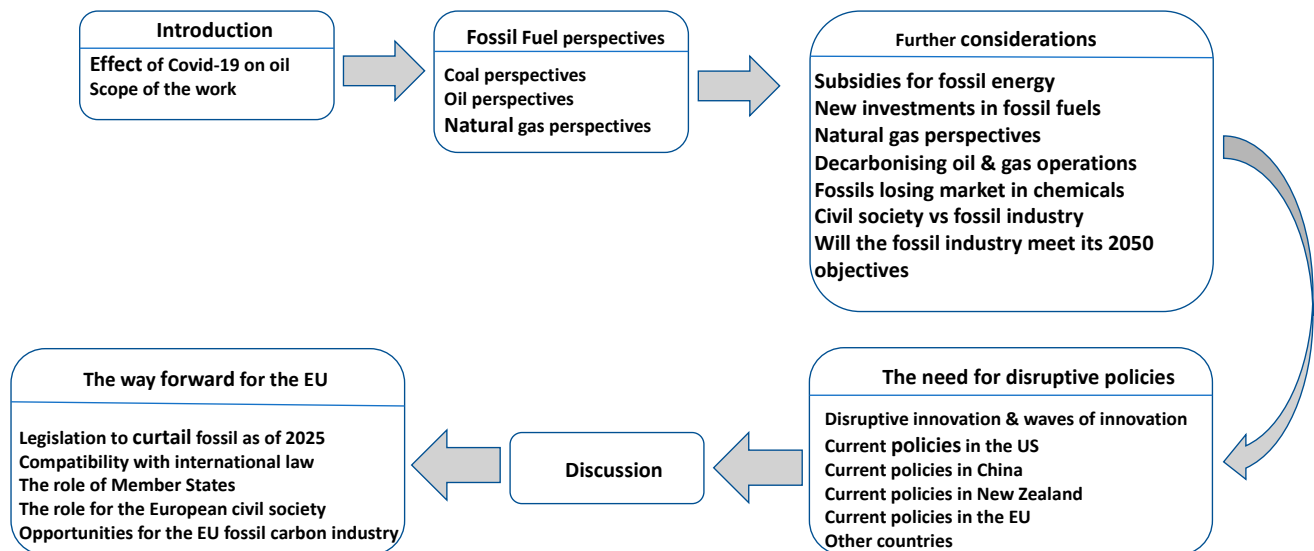 Introduction
Effect of Covid-19 on oil
Scope of the work
Fossil Fuel perspectives
Coal perspectives
Oil perspectives
Natural gas perspectives
Further considerations
Subsidies for fossil energy
New investments in fossil fuels
Natural gas perspectives
Decarbonising oil & gas operations
Fossils losing market in chemicals
Civil society vs fossil industry
Will the fossil industry meet its 2050
objectives
The need for disruptive policies
Disruptive innovation & waves of innovation
Current policies in the US
Current policies in China
Current policies in New Zealand
Current policies in the EU
Other countries
Discussion
The way forward for the EU
Legislation to curtail fossil as of 2025
Compatibility with international law
The role of Member States
The role for the European civil society
Opportunities for the EU fossil carbon industry